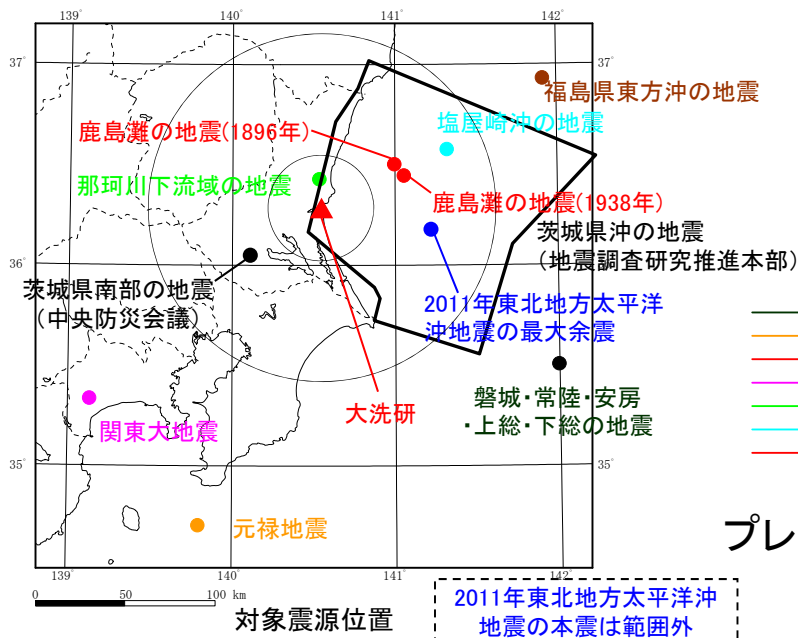 139° 140° 141° 142°
37° 37°
福島県東方沖の地震
塩屋崎沖の地震
鹿島灘の地震(1896年)
那珂川下流域の地震
鹿島灘の地震(1938年)
茨城県沖の地震
(地震調査研究推進本部)
36°
茨城県南部の地震
(中央防災会議)
2011年東北地方太平洋
沖地震の最大余震
大洗研
磐城・常陸・安房
・上総・下総の地震
関東大地震
35° 35°
元禄地震
プレ
139° 140° 141° 142°
0 50 100 km
対象震源位置
2011年東北地方太平洋沖
地震の本震は範囲外